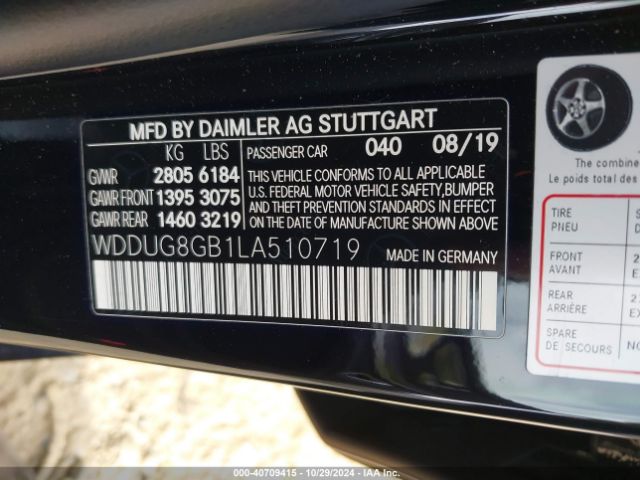 MFD BY DAIMLER AG STUTTGART
KG LBS PASSENGER CAR 040 08/19
GVWR 2805 6184
GAWR FRONT 1395 3075
GAWR REAR 1460 3219
THIS VEHICLE CONFORMS TO ALL APPLICABLE
U.S. FEDERAL MOTOR VEHICLE SAFETY, BUMPER
AND THEFT PREVENTION STANDARDS IN EFFECT
ON THE DATE OF MANUFACTURE SHOWN ABOVE
WDDUG8GB1LA510719 MADE IN GERMANY
The combine
Le poids total des
TIRE
PNEU
FRONT
AVANT
REAR
ARRIÈRE
SPARE
DE SECOURS
000-40709415 - 10/29/2024 - IAA Inc.